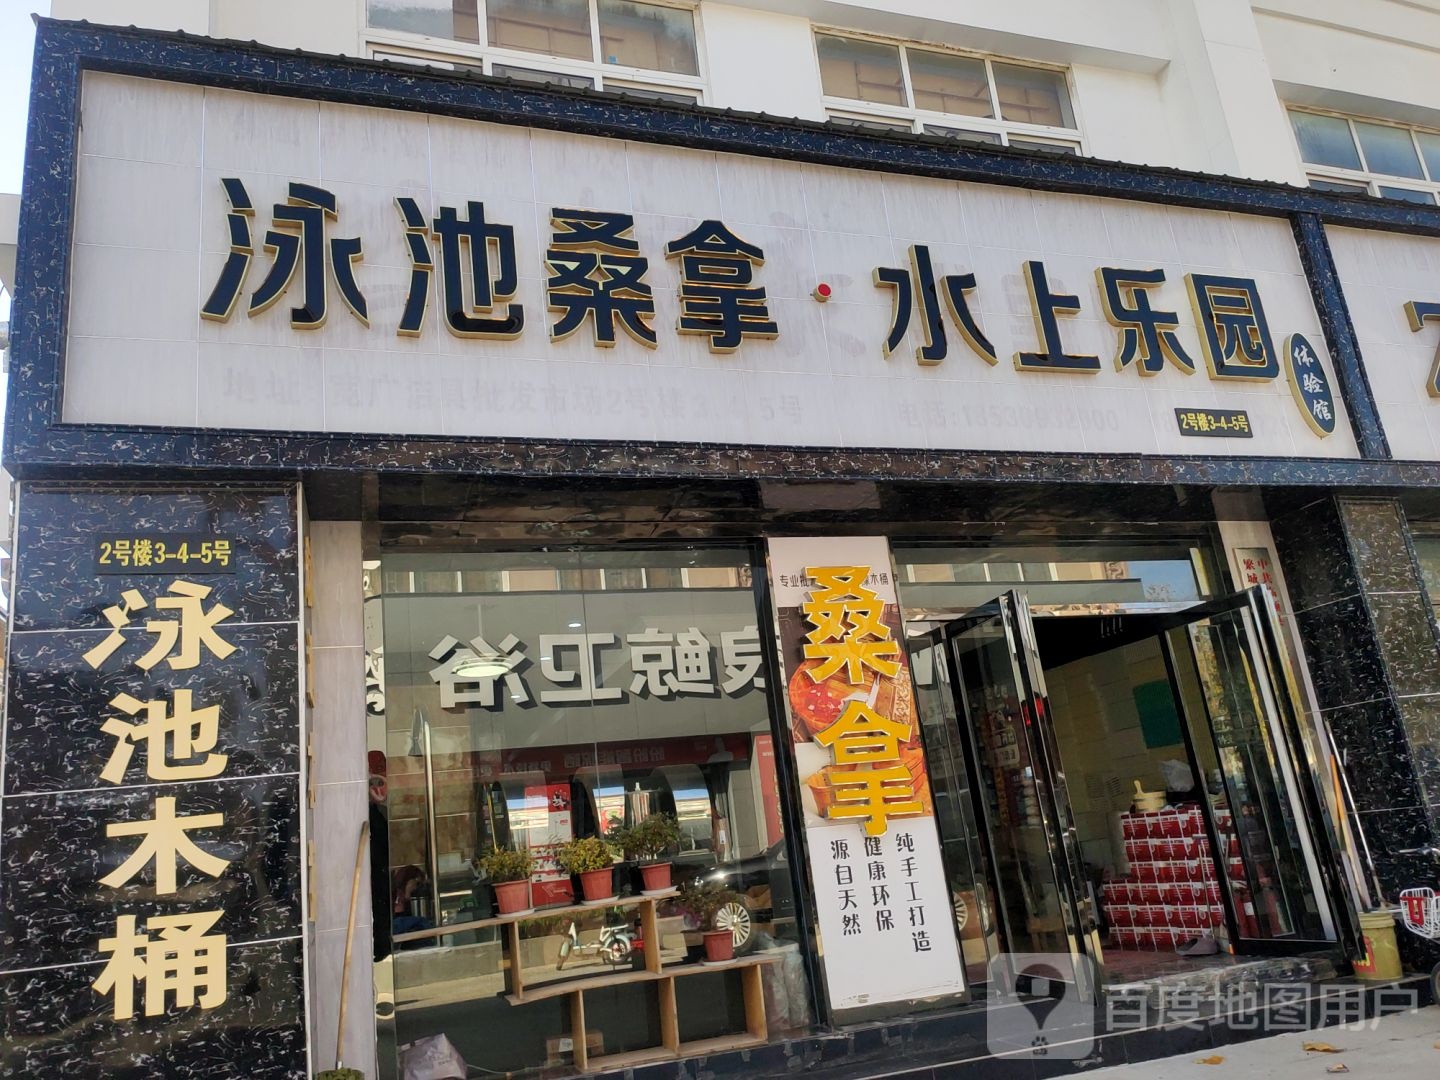 泳池桑拿·水上乐园
体验馆
2号楼3-4-5号
2号楼3-4-5号
泳池木桶
桑拿
纯手工打造
健康环保
源自天然
百度地图用户